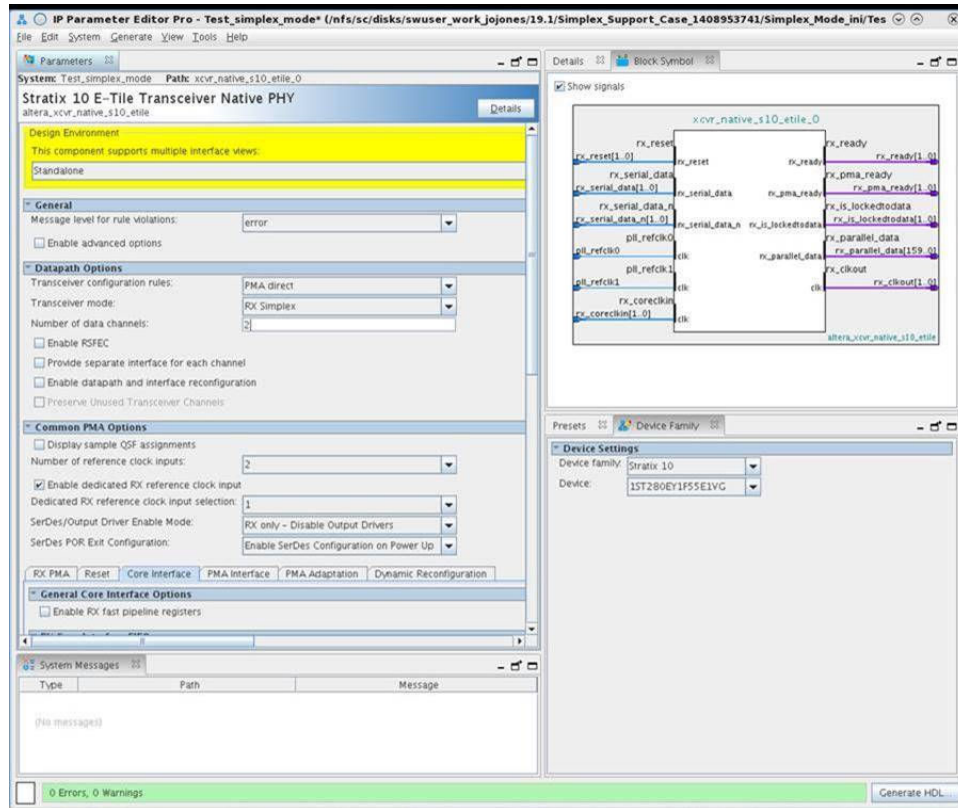 IP Parameter Editor Pro - Test_simplex_mode* (/nfs/sc/disks/swuser_work_jojones/19.1/Simplex_Support_Case_1408953741/Simplex_Mode_ini/Tes
File Edit System Generate View Tools Help
Parameters
System: Test_simplex_mode Path: xcvr_native_s10_etile_0
Stratix 10 E-Tile Transceiver Native PHY
altera_xcvr_native_s10_etile
Details
Design Environment
This component supports multiple interface views:
Standalone
General
Message level for rule violations: error
Enable advanced options
Datapath Options
Transceiver configuration rules: PMA direct
Transceiver mode: RX Simplex
Number of data channels: 2
Enable RSFEC
Provide separate interface for each channel
Enable datapath and interface reconfiguration
Preserve Unused Transceiver Channels
Common PMA Options
Display sample QSF assignments
Number of reference clock inputs: 2
Enable dedicated RX reference clock input
Dedicated RX reference clock input selection: 1
SerDes/Output Driver Enable Mode: RX only - Disable Output Drivers
SerDes POR Exit Configuration: Enable SerDes Configuration on Power Up
RX PMA Reset Core Interface PMA Interface PMA Adaptation Dynamic Reconfiguration
General Core Interface Options
Enable RX fast pipeline registers
System Messages
Type Path Message
(No messages)
0 Errors, 0 Warnings
Generate HDL...
Details Block Symbol
Show signals
xcvr_native_s10_etile_0
rx_reset rx_ready
rx_reset[1..0] rx_reset rx_ready rx_ready[1..0]
rx_serial_data rx_pma_ready
rx_serial_data[1..0] rx_serial_data rx_pma_ready rx_pma_ready[1..0]
rx_serial_data_n rx_is_lockedtodata
rx_serial_data_n[1..0] rx_serial_data_n rx_is_lockedtodata rx_is_lockedtodata[1..0]
pll_refclk0 rx_parallel_data
pll_refclk0 clk rx_parallel_data rx_parallel_data[159..0]
pll_refclk1 rx_clkout
pll_refclk1 clk clk rx_clkout[1..0]
rx_coreclkin
rx_coreclkin[1..0] clk
altera_xcvr_native_s10_etile
Presets Device Family
Device Settings
Device family: Stratix 10
Device: 1ST280EY1F55E1VG